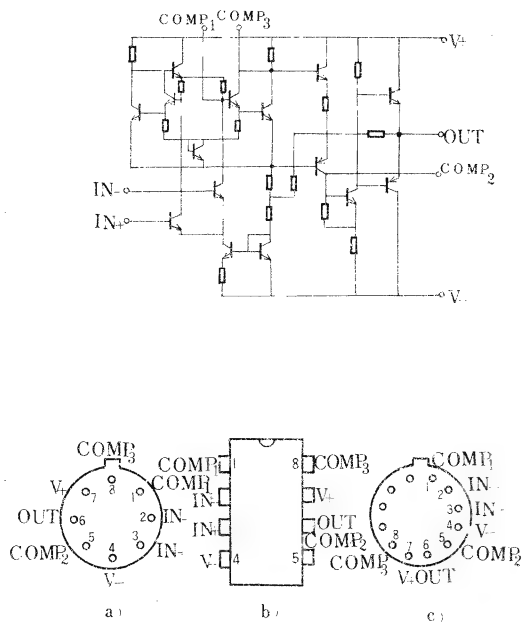 COMP₁ COMP₃
V+
OUT
COMP₂
IN-
IN+
V-
COMP₃
V+ 7 8 1 COMP₁
OUT 6 2 IN-
COMP₂ 5 4 3 IN-
V-
a)
COMP₁ 1 8 COMP₃
IN- V+
IN+ OUT
V- 4 5 COMP₂
b)
COMP₁
1 2 IN-
3 IN-
4 V-
8 7 6 5 COMP₂
COMP₃
V+ OUT
c)